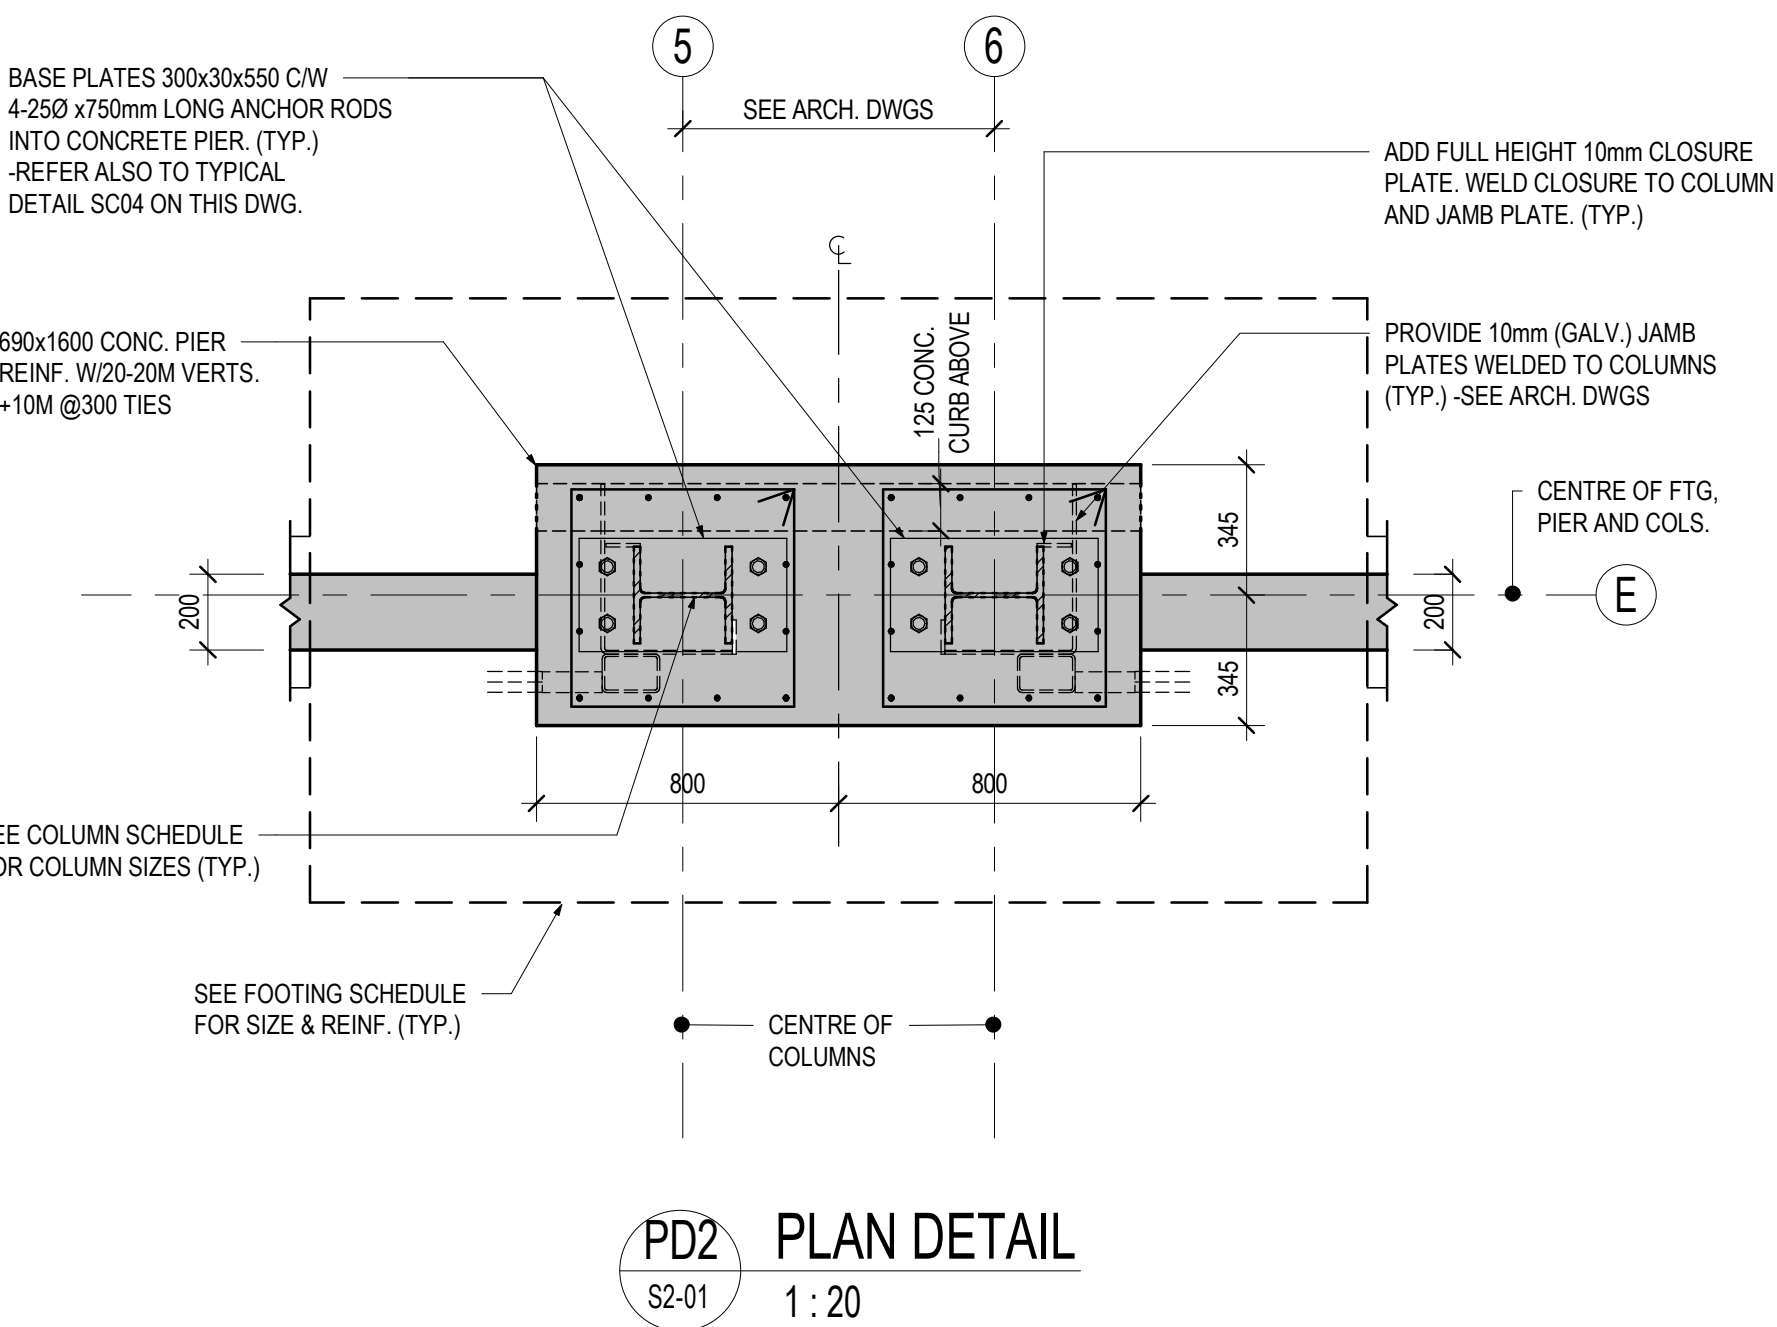 5
6
BASE PLATES 300x30x550 C/W
4-25Ø x750mm LONG ANCHOR RODS
INTO CONCRETE PIER. (TYP.)
-REFER ALSO TO TYPICAL
DETAIL SC04 ON THIS DWG.
SEE ARCH. DWGS
ADD FULL HEIGHT 10mm CLOSURE
PLATE. WELD CLOSURE TO COLUMN
AND JAMB PLATE. (TYP.)
℄
690x1600 CONC. PIER
REINF. W/20-20M VERTS.
+10M @300 TIES
125 CONC.
CURB ABOVE
PROVIDE 10mm (GALV.) JAMB
PLATES WELDED TO COLUMNS
(TYP.) -SEE ARCH. DWGS
CENTRE OF FTG,
PIER AND COLS.
345
200
200
E
345
800
800
EE COLUMN SCHEDULE
OR COLUMN SIZES (TYP.)
SEE FOOTING SCHEDULE
FOR SIZE & REINF. (TYP.)
CENTRE OF
COLUMNS
PD2
S2-01
PLAN DETAIL
1 : 20